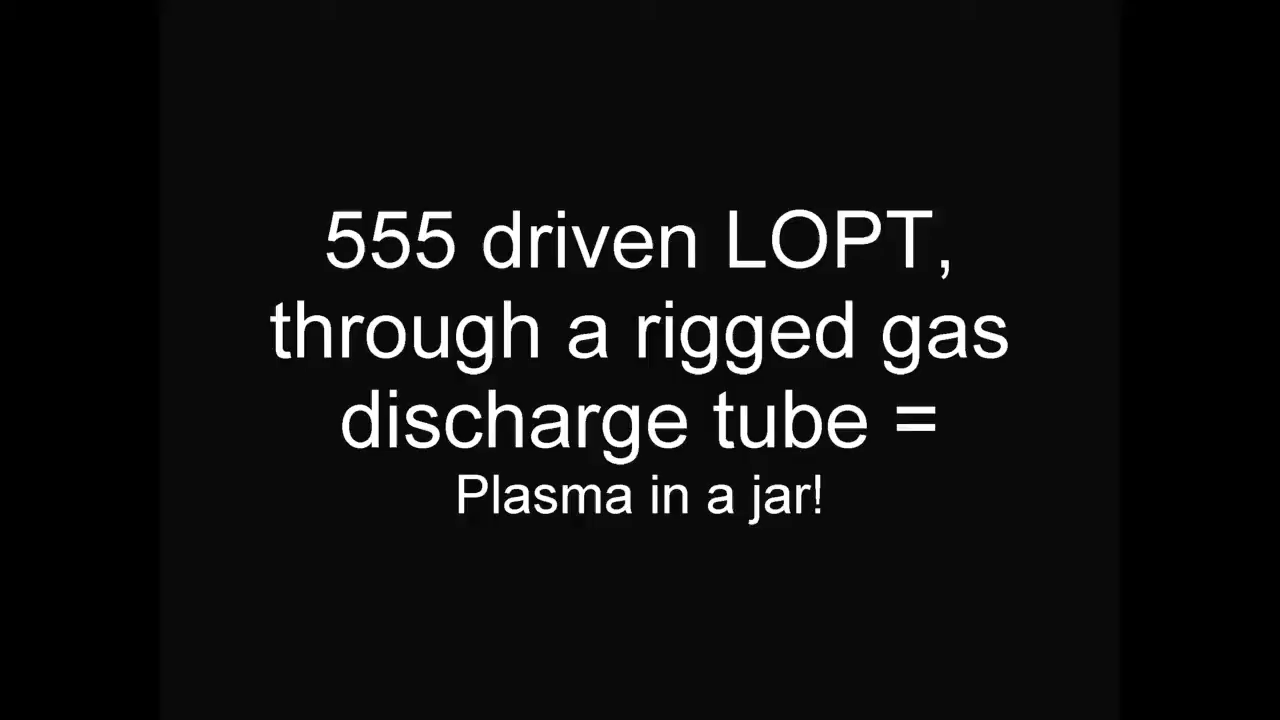 555 driven LOPT,
through a rigged gas
discharge tube =
Plasma in a jar!